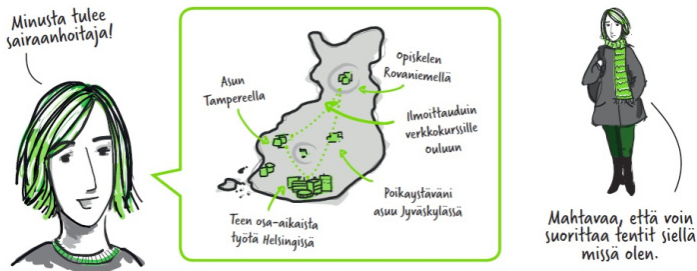 Minusta tulee
sairaanhoitaja!
Asun
Tampereella
Opiskelen
Rovaniemellä
Ilmoittauduin
verkkokurssille
Ouluun
Poikaystäväni
asuu Jyväskylässä
Teen osa-aikaista
työtä Helsingissä
Mahtavaa, että voin
suorittaa tentit siellä
missä olen.